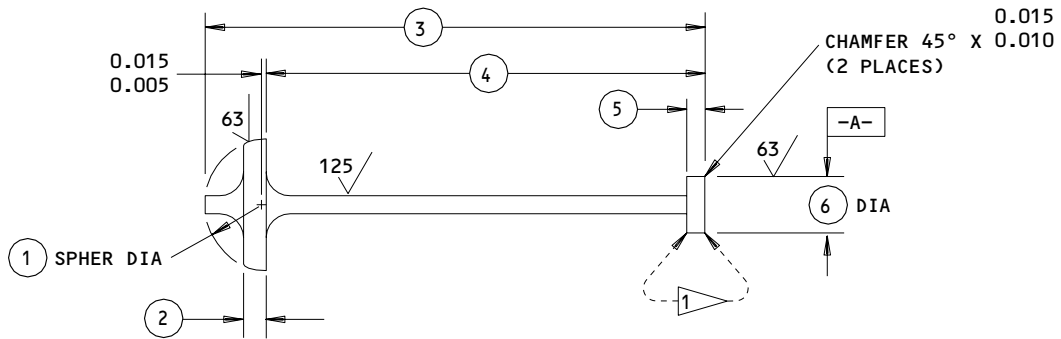 3
0.015
CHAMFER 45° X 0.010
(2 PLACES)
0.015
0.005
4
5
-A-
63
63
125
6 DIA
1 SPHER DIA
1
2